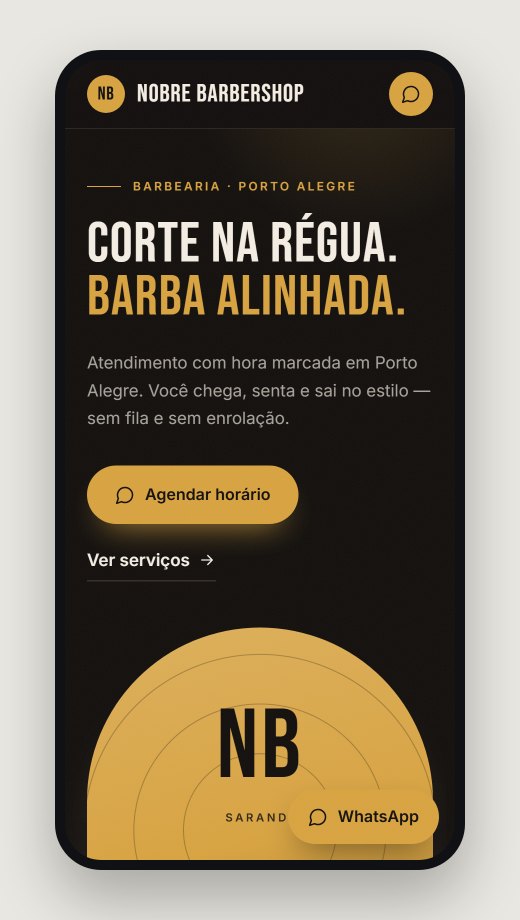 NB NOBRE BARBERSHOP
BARBEARIA · PORTO ALEGRE
CORTE NA RÉGUA.
BARBA ALINHADA.
Atendimento com hora marcada em Porto
Alegre. Você chega, senta e sai no estilo —
sem fila e sem enrolação.
Agendar horário
Ver serviços →
NB
SARAND
WhatsApp